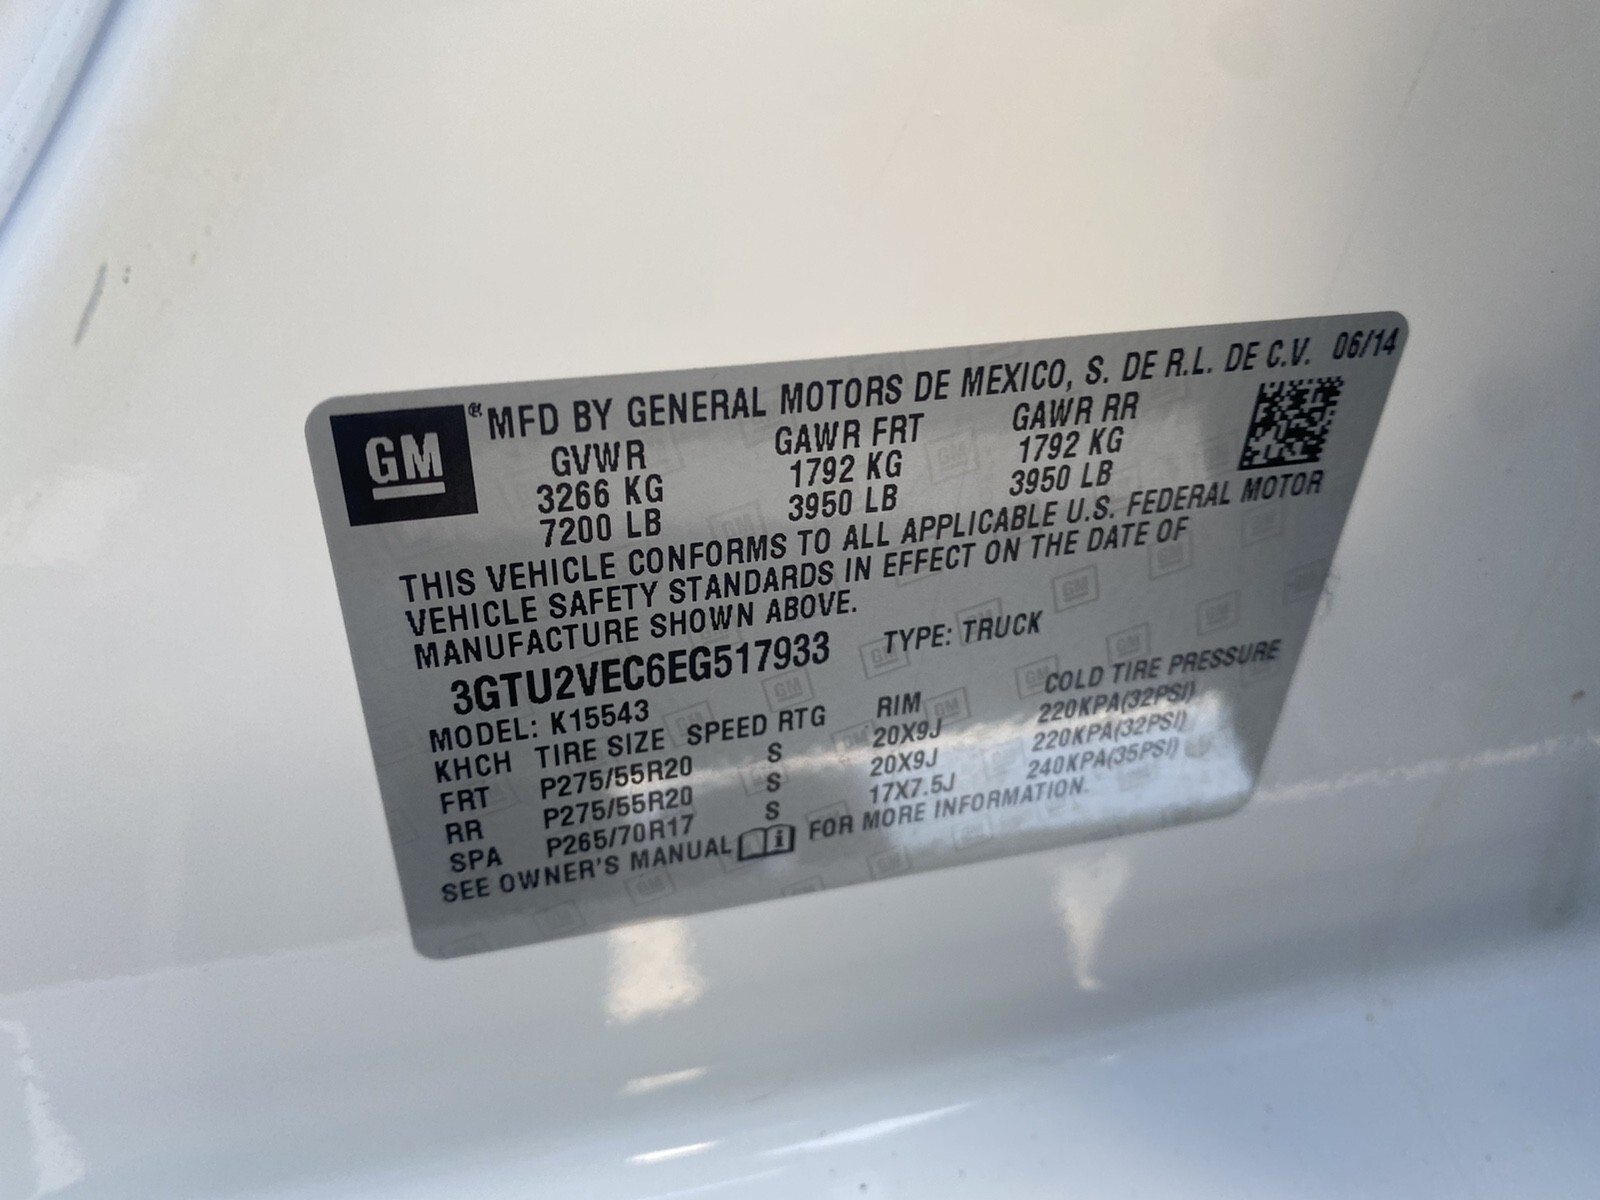 GM MFD BY GENERAL MOTORS DE MEXICO, S. DE R.L. DE C.V. 06/14
GVWR GAWR FRT GAWR RR
3266 KG 1792 KG 1792 KG
7200 LB 3950 LB 3950 LB
THIS VEHICLE CONFORMS TO ALL APPLICABLE U.S. FEDERAL MOTOR
VEHICLE SAFETY STANDARDS IN EFFECT ON THE DATE OF
MANUFACTURE SHOWN ABOVE.
3GTU2VEC6EG517933 TYPE: TRUCK
MODEL: K15543
KHCH TIRE SIZE SPEED RTG RIM COLD TIRE PRESSURE
FRT P275/55R20 S 20X9J 220KPA(32PSI)
RR P275/55R20 S 20X9J 220KPA(32PSI)
SPA P265/70R17 S 17X7.5J 240KPA(35PSI)
SEE OWNER'S MANUAL FOR MORE INFORMATION.